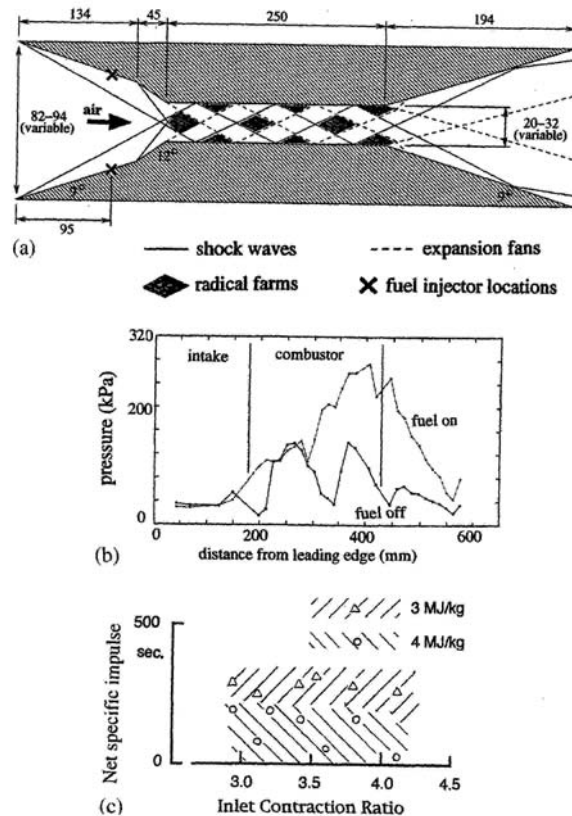 134
45
250
194
82–94
(variable)
air
20–32
(variable)
9°
12°
9°
95
(a)
shock waves
expansion fans
radical farms
fuel injector locations
320
intake
combustor
pressure (kPa)
200
fuel on
fuel off
0
0
200
400
600
(b)
distance from leading edge (mm)
500
sec.
3 MJ/kg
4 MJ/kg
Net specific impulse
0
3.0
3.5
4.0
4.5
(c)
Inlet Contraction Ratio